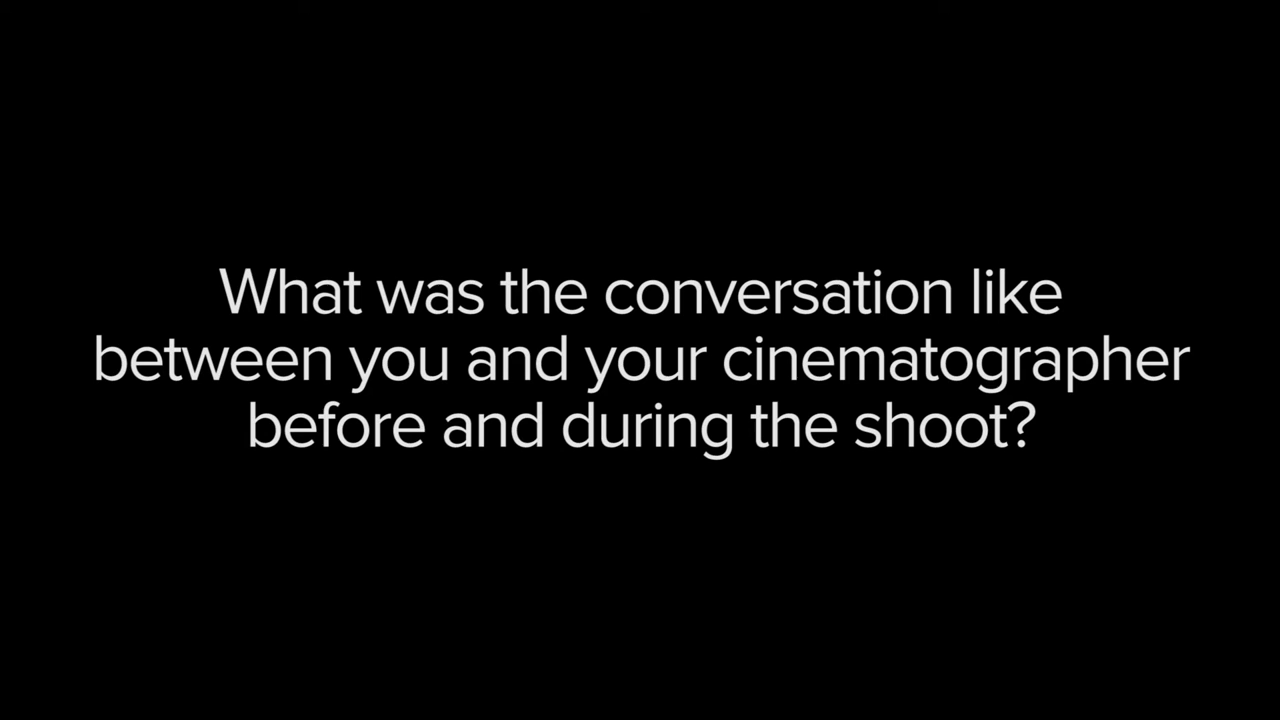 What was the conversation like
between you and your cinematographer
before and during the shoot?